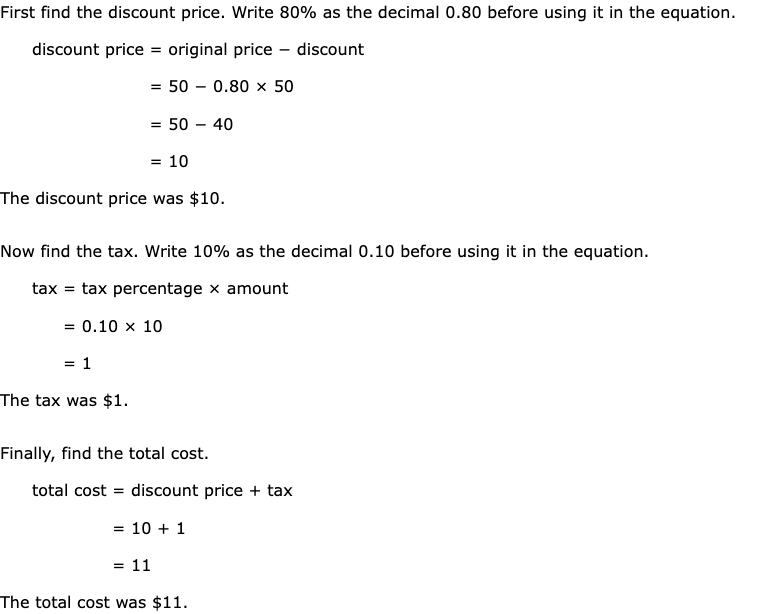 First find the discount price. Write 80% as the decimal 0.80 before using it in the equation.
discount price = original price − discount
= 50 − 0.80 × 50
= 50 − 40
= 10
The discount price was $10.
Now find the tax. Write 10% as the decimal 0.10 before using it in the equation.
tax = tax percentage × amount
= 0.10 × 10
= 1
The tax was $1.
Finally, find the total cost.
total cost = discount price + tax
= 10 + 1
= 11
The total cost was $11.